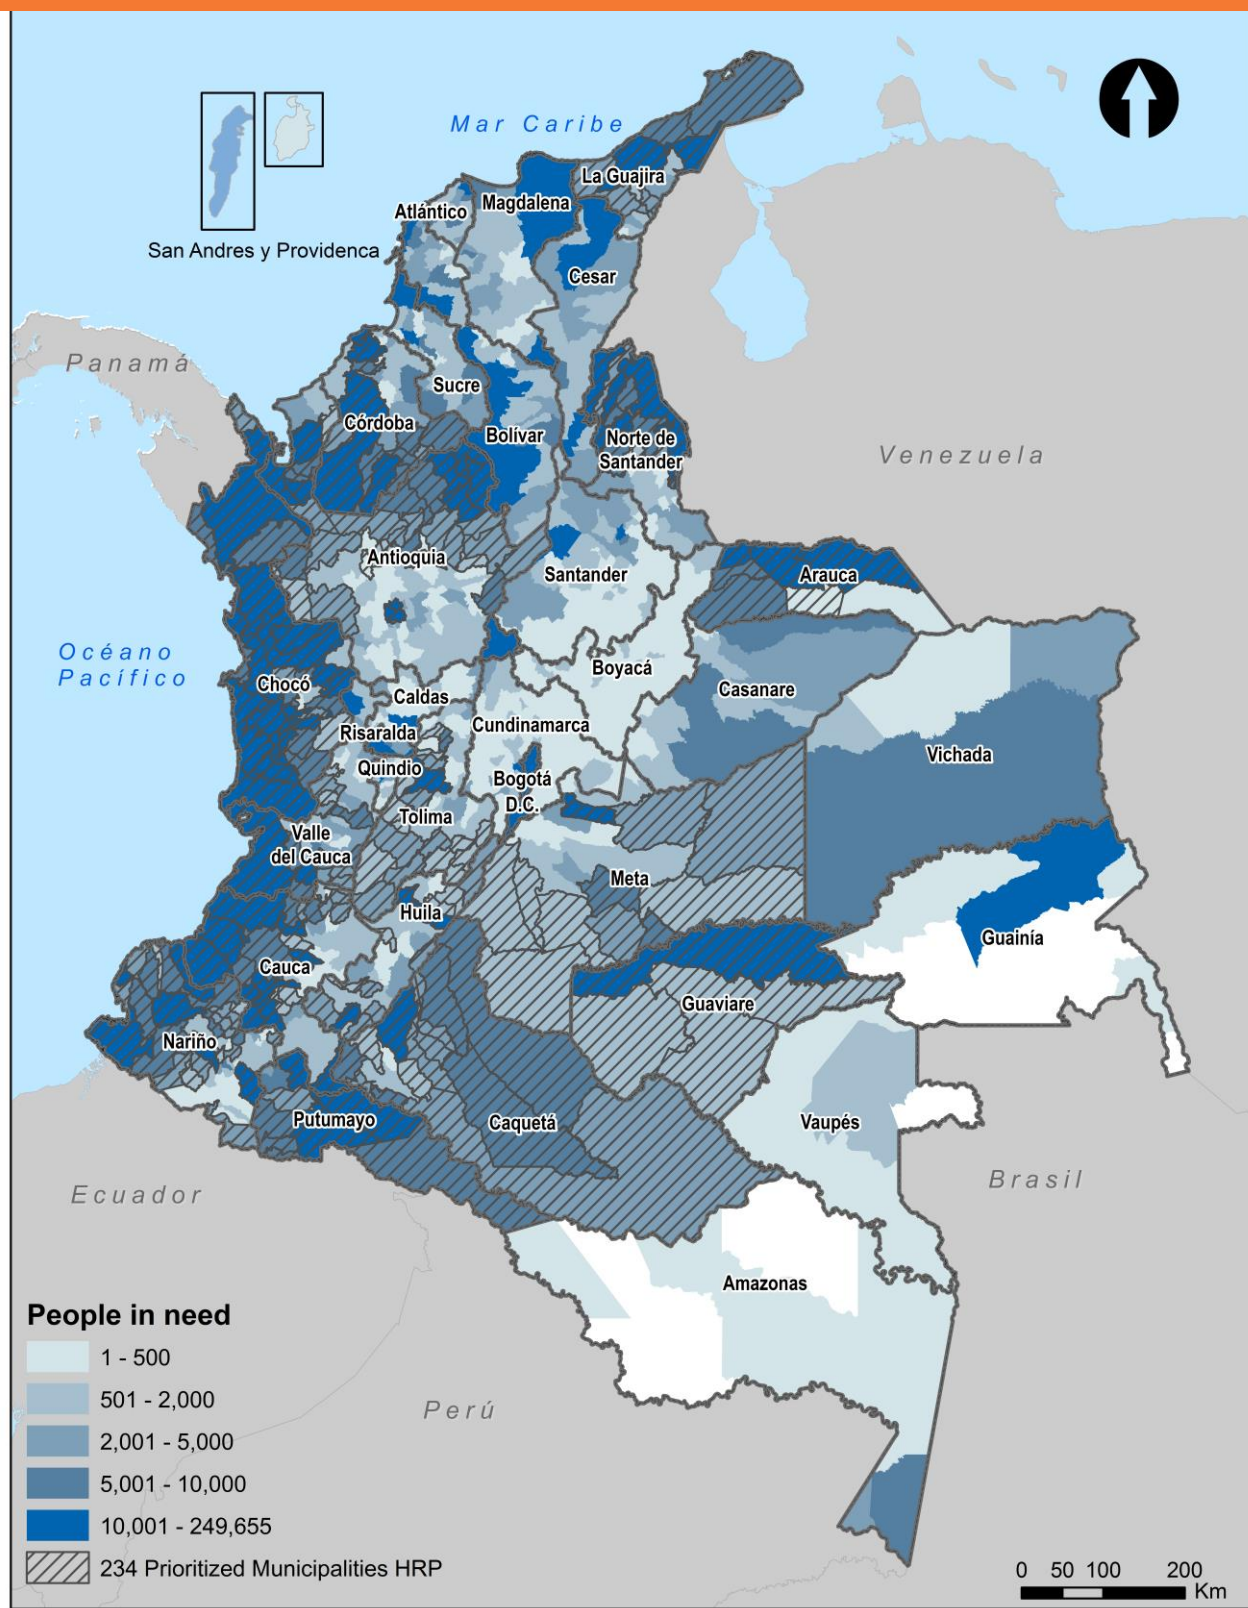 Mar Caribe
San Andres y Providenca
La Guajira
Magdalena
Atlántico
Cesar
Panamá
Sucre
Córdoba
Bolívar
Norte de
Santander
Venezuela
Antioquia
Santander
Arauca
Océano
Pacífico
Chocó
Boyacá
Caldas
Casanare
Risaralda
Cundinamarca
Vichada
Quindio
Bogotá
D.C.
Tolima
Valle
del Cauca
Meta
Huila
Guainía
Cauca
Guaviare
Nariño
Putumayo
Caquetá
Vaupés
Ecuador
Brasil
Amazonas
Perú
People in need
1 - 500
501 - 2,000
2,001 - 5,000
5,001 - 10,000
10,001 - 249,655
234 Prioritized Municipalities HRP
0 50 100 200
Km